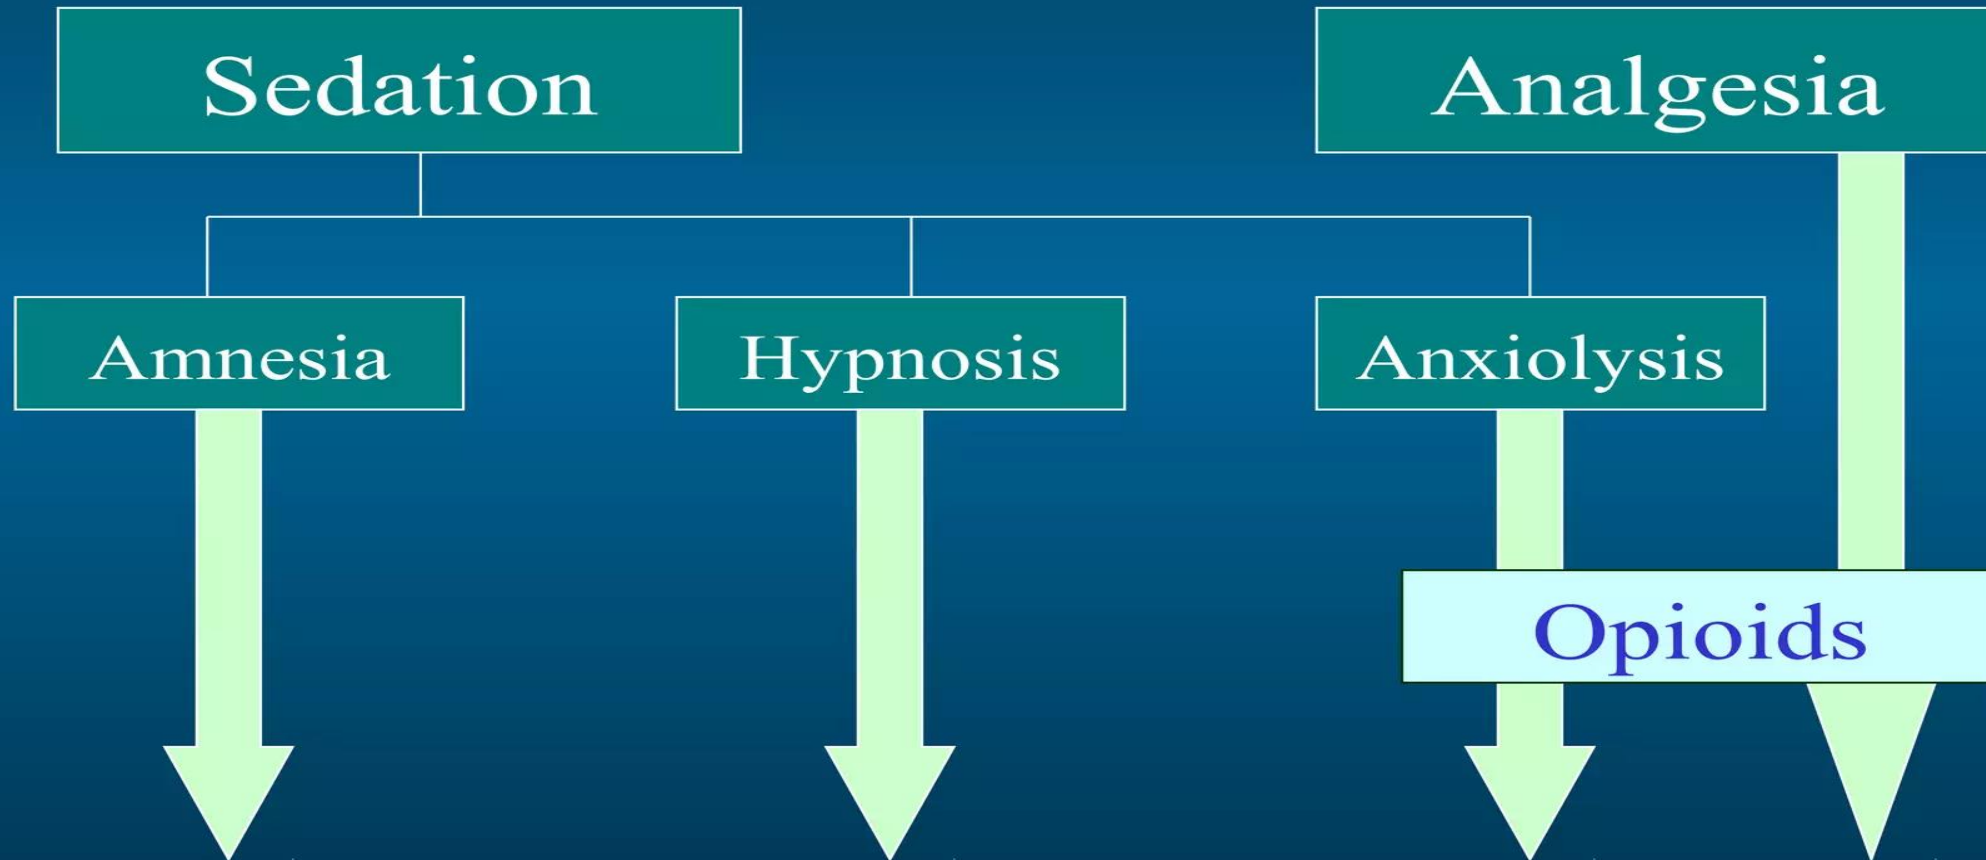 Sedation
Analgesia
Amnesia
Hypnosis
Anxiolysis
Opioids